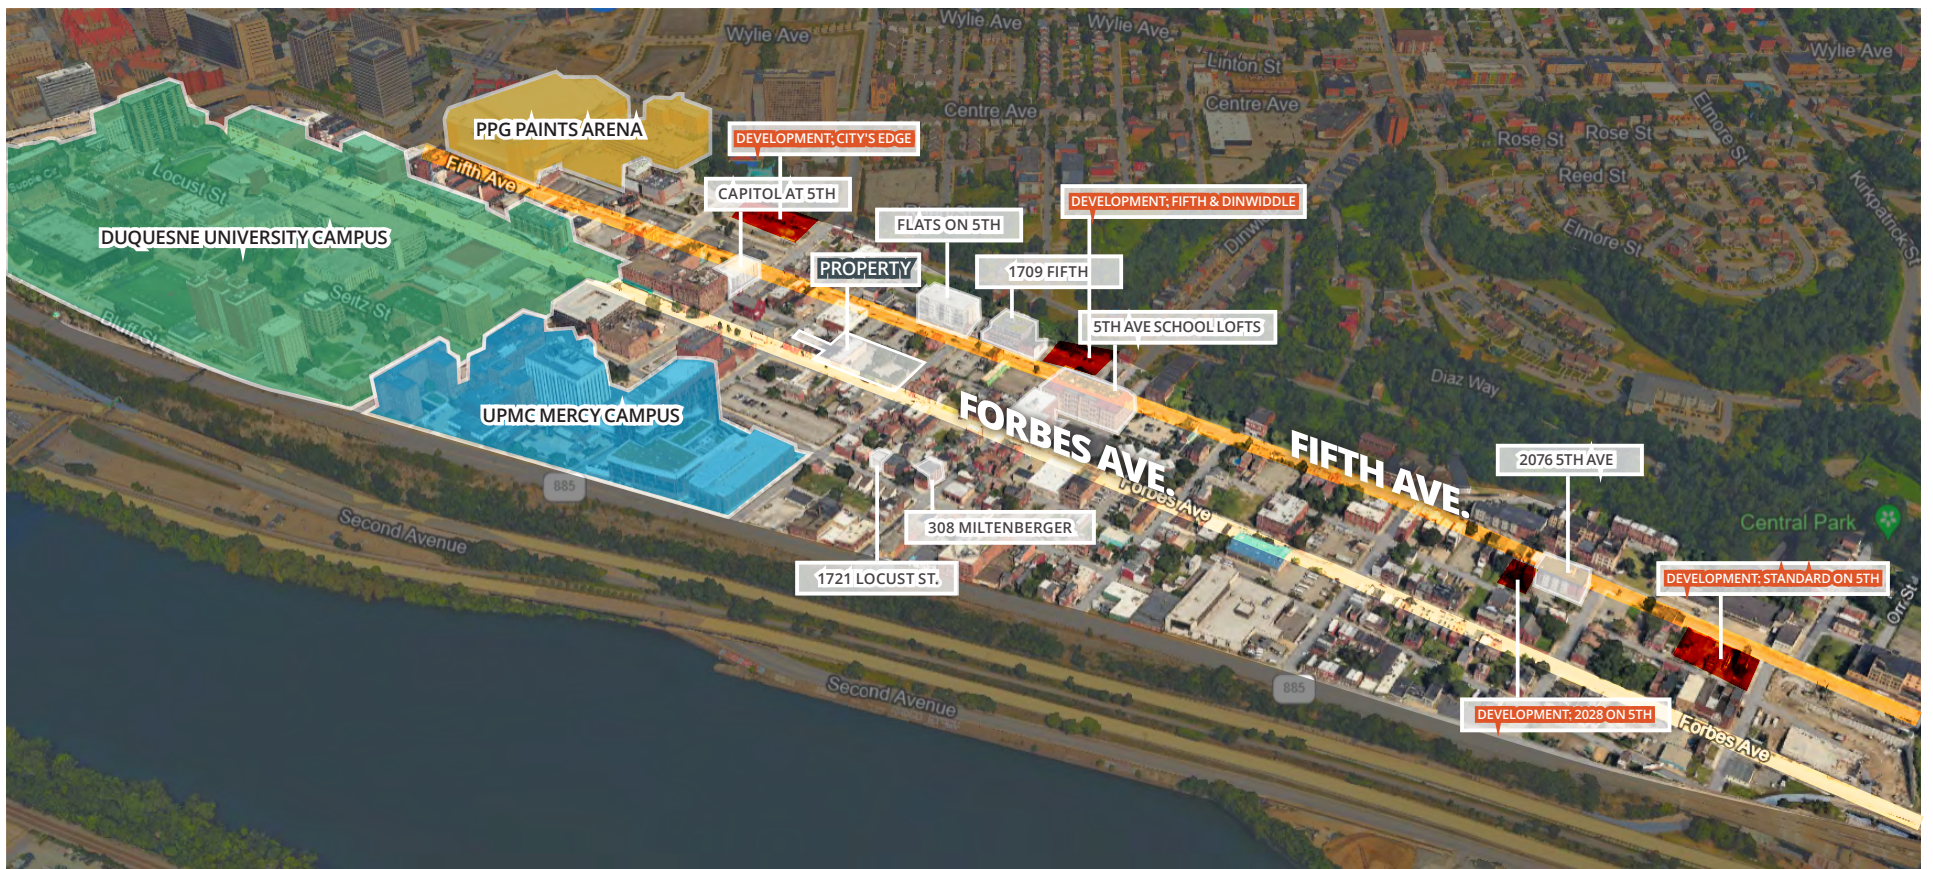 Wylie Ave
Wylie Ave
Wylie Ave
Wylie Ave
Linton St
Centre Ave
Centre Ave
Elmore St
Rose St
Rose St
PPG PAINTS ARENA
DEVELOPMENT; CITY'S EDGE
Fifth Ave
Reed St
Kirkpatrick St
Locust St
CAPITOL AT 5TH
DEVELOPMENT; FIFTH & DINWIDDLE
FLATS ON 5TH
Elmore St
DUQUESNE UNIVERSITY CAMPUS
PROPERTY
1709 FIFTH
Seitz St
Bluff St
5TH AVE SCHOOL LOFTS
Diaz Way
UPMC MERCY CAMPUS
FORBES AVE.
FIFTH AVE.
2076 5TH AVE
885
Forbes Ave
Second Avenue
308 MILTENBERGER
Central Park
1721 LOCUST ST.
DEVELOPMENT; STANDARD ON 5TH
Orr St
885
Second Avenue
DEVELOPMENT; 2028 ON 5TH
Forbes Ave